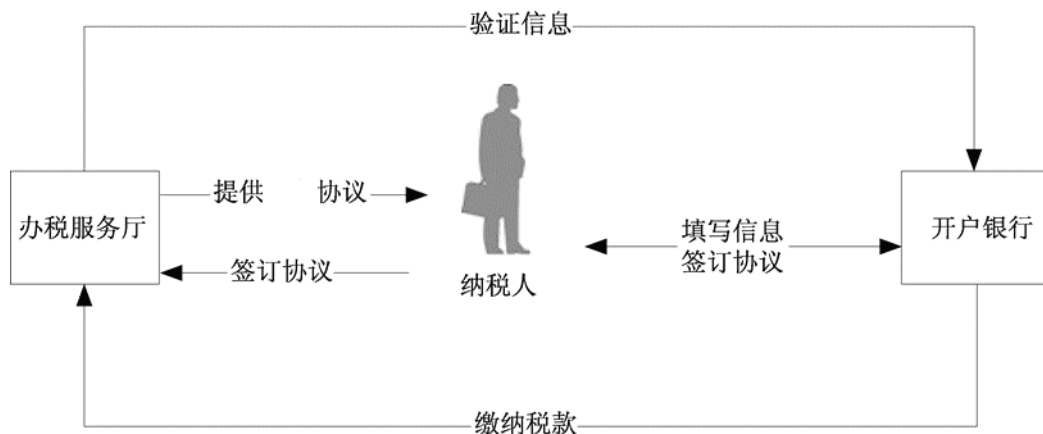 验证信息
提供 协议
办税服务厅
填写信息
签订协议
开户银行
签订协议
纳税人
缴纳税款